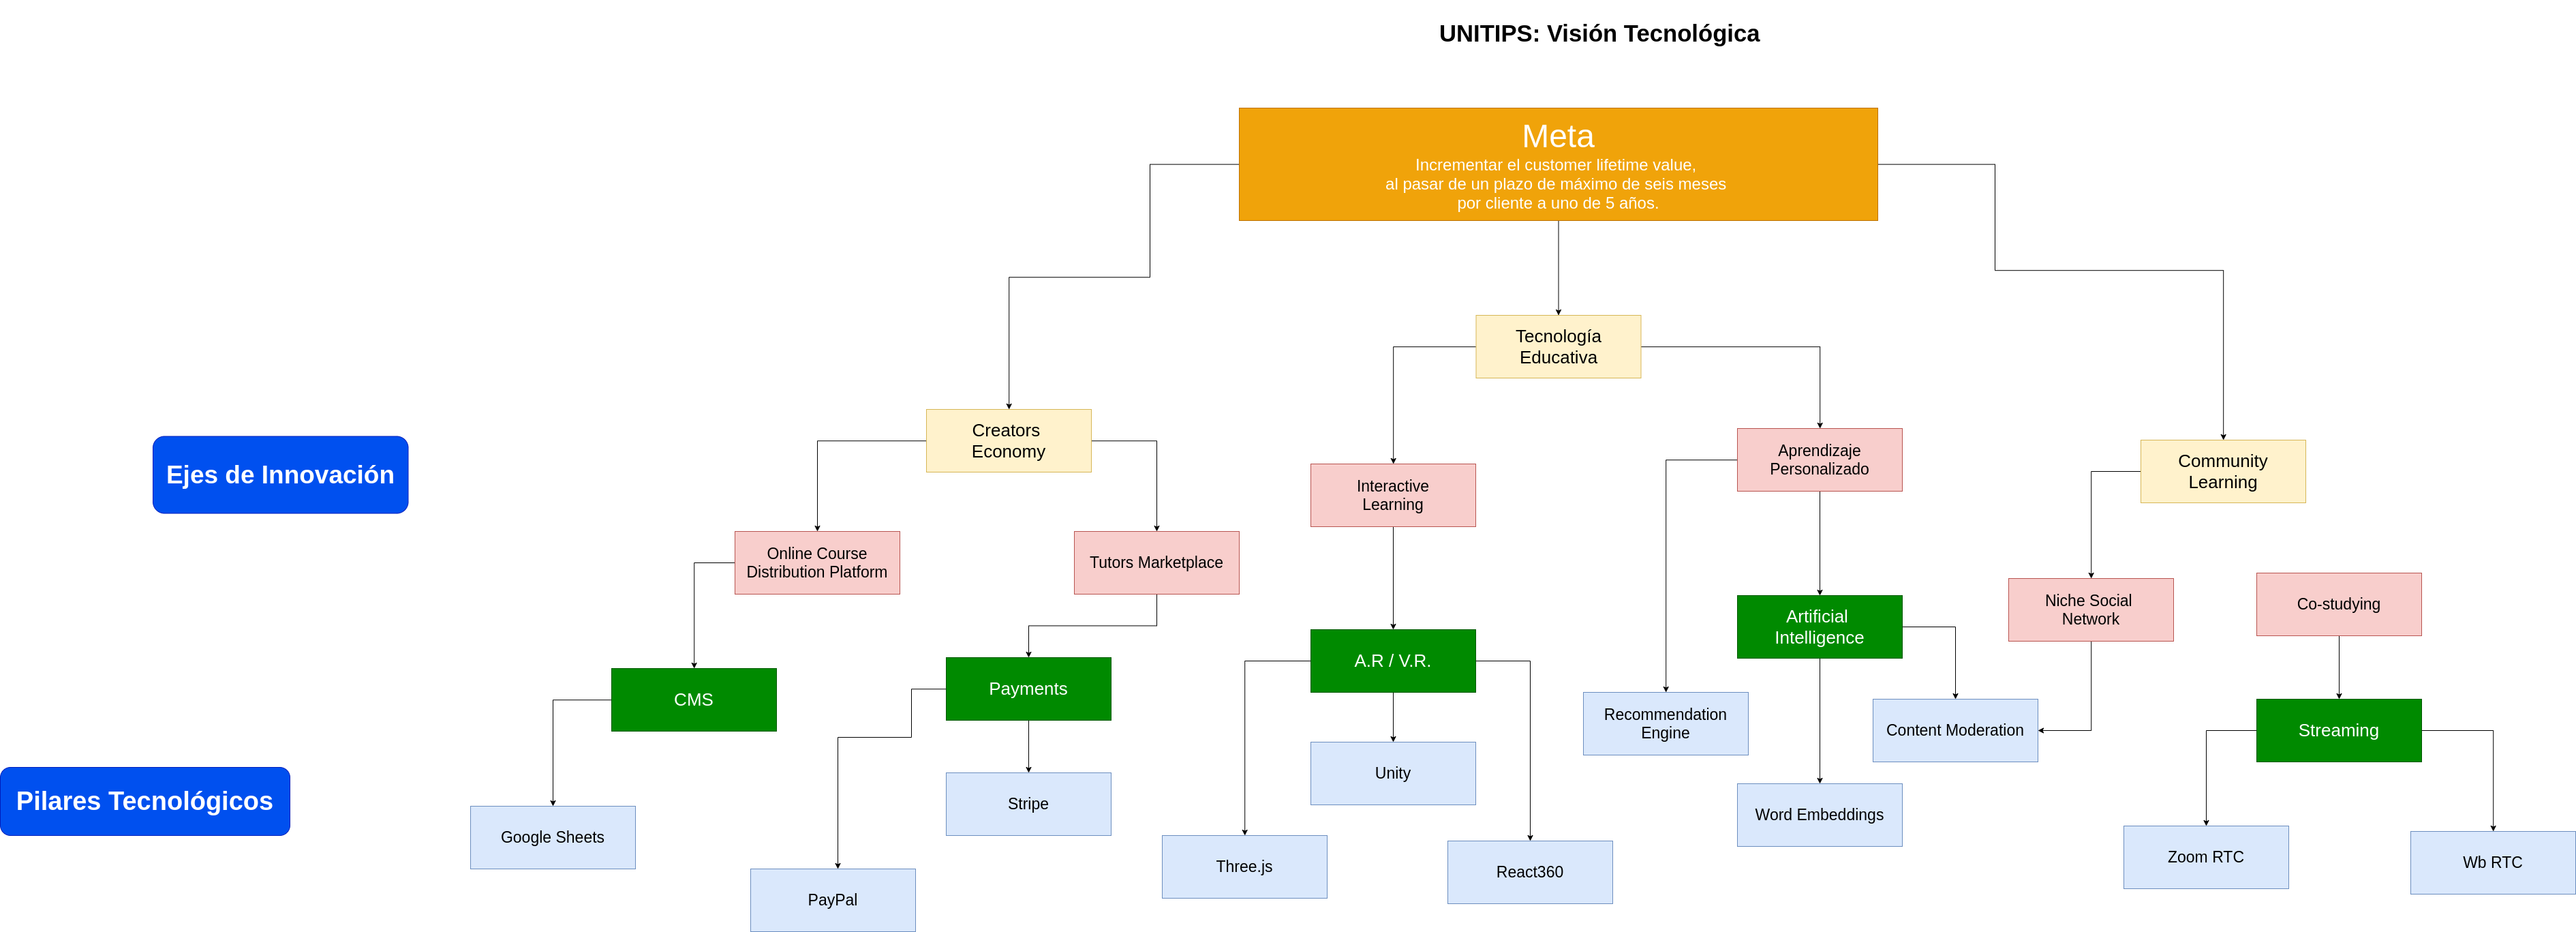 UNITIPS: Visión Tecnológica
Meta
Incrementar el customer lifetime value,
al pasar de un plazo de máximo de seis meses
por cliente a uno de 5 años.
Tecnología
Educativa
Creators
Economy
Community
Learning
Ejes de Innovación
Interactive
Learning
Aprendizaje
Personalizado
Online Course
Distribution Platform
Tutors Marketplace
Niche Social
Network
Co-studying
Artificial
Intelligence
A.R / V.R.
Payments
CMS
Streaming
Recommendation
Engine
Content Moderation
Unity
Stripe
Word Embeddings
Pilares Tecnológicos
Google Sheets
Zoom RTC
Wb RTC
Three.js
React360
PayPal